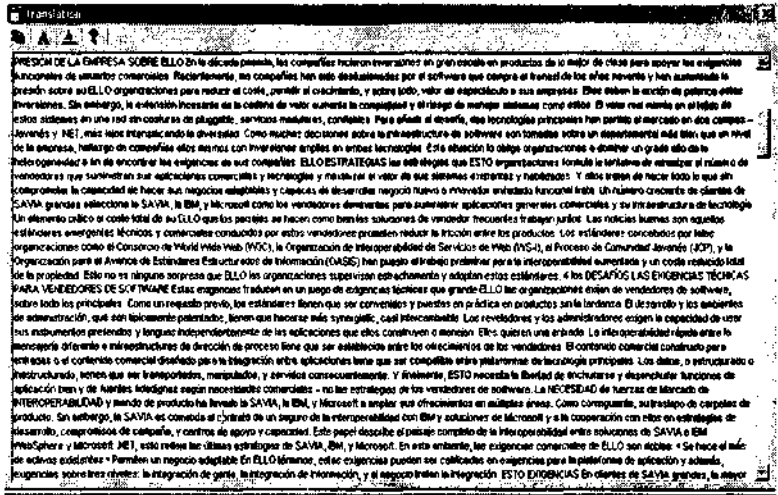 Translation
PRESIÓN DE LA EMPRESA SOBRE ELLO En la década pasada, las compañías hicieron inversiones en gran escala en productos de lo mejor de clase para apoyar las exigencias
funcionales de usuarios comerciales. Recientemente, las compañías han sido desilusionadas por el software que compra el frenesí de los años noventa y han aumentado la
presión sobre su ELLO organizaciones para reducir el coste, permitir el crecimiento, y sobre todo, valor de espectáculo a sus empresas. Ellos deben la acción de palanca estas
inversiones. Sin embargo, la extensión incesante de la cadena de valor aumenta la complejidad y el riesgo de manejar sistemas como estos. El valor real miente en el
estos sistemas en una red sin costuras de pluggable, servicios modulares, confiables. Para añadir al desafío, dos tecnologías principales han partido el mercado en dos campos –
Javanés y .NET, más lejos intensificando la diversidad. Como muchas decisiones sobre la infraestructura de software son tomadas sobre un departamental más bien que un nivel
de la empresa, hallazgo de compañías ellos mismos con inversiones amplias en ambas tecnologías. Esta situación lo obliga organizaciones a dominar un grado alto de la
heterogeneidad a fin de encontrar las exigencias de sus compañías. ELLO ESTRATEGIAS las estrategias que ESTO organizaciones formula la tentativa de minimizar el número de
vendedores que suministran sus aplicaciones comerciales y tecnologías y maximizar el valor de sus sistemas existentes y habilidades. Y ellos tratan de hacer todo lo que sin
comprometer la capacidad de hacer sus negocios adaptables y capaces de desarrollar negocio nuevo o innovador entretanto funcional. Un número creciente de clientes de
SAVIA grandes selecciona la SAVIA, la IBM, y Microsoft como los vendedores dominantes para suministrar aplicaciones generales comerciales y su infraestructura de tecnología
Un elemento crítico al coste total de su ELLO que los paisajes se hacen como bien las soluciones de vendedor frecuentes trabajan juntos. Las noticias buenas son aquellos
estándares emergentes técnicos y comerciales conducidos por estos vendedores prometen reducir la fricción entre los productos. Los estándares concebidos por tales
organizaciones como el Consorcio de World Wide Web (W3C), la Organización de Interoperabilidad de Servicios de Web (WS-I), el Proceso de Comunidad Javanés (JCP), y la
Organización para el Avance de Estándares Estructurados de Información (OASIS) han puesto el trabajo preliminar para la interoperabilidad aumentada y un coste reducido total
de la propiedad. Esto no es ninguna sorpresa que ELLO las organizaciones supervisen estrechamente y adoptan estos estándares. 4 los DESAFÍOS LAS EXIGENCIAS TÉCNICAS
PARA VENDEDORES DE SOFTWARE Estas exigencias traducen en un juego de exigencias técnicas que grande ELLO las organizaciones exigen de vendedores de software,
sobre todo los principales. Como un requisito previo, los estándares tienen que ser convenidos y puestos en práctica en productos sin la tardanza. El desarrollo y los ambientes
de administración, qué son típicamente patentados, tienen que hacerse más synergistic, casi intercambiable. Los reveladores y los administradores exigen la capacidad de usar
sus instrumentos preferidos y lenguas independientemente de las aplicaciones que ellos construyen o manejan. Ellos quieren una entrada. La interoperabilidad rápida entre la
mensajería diferente e infraestructuras de dirección de proceso tiene que ser establecido entre los ofrecimientos de los vendedores. El contenido comercial construido para
entradas o el contenido comercial diseñado para la integración entre aplicaciones tiene que ser compatible entre plataformas de tecnología principales. Los datos, o estructurado o
inestructurado, tienen que ser transportados, manipulados, y servidos consecuentemente. Y finalmente, ESTO necesita la libertad de enchufarse y desenchufar funciones de
aplicación bien y de fuentes fidedignas según necesidades comerciales – no las estrategias de los vendedores de software. La NECESIDAD de fuerzas de Mercado de
INTEROPERABILIDAD y mando de producto ha llevado la SAVIA, la IBM, y Microsoft a ampliar sus ofrecimientos en múltiples áreas. Como consiguiente, su traslapo de carpetas de
producto. Sin embargo, la SAVIA es cometida al contrato de un seguro de la interoperabilidad con IBM y soluciones de Microsoft y a la cooperación con ellos en estrategias de
desarrollo, compromisos de campaña, y centros de apoyo y capacidad. Este papel describe el paisaje completo de la interoperabilidad entre soluciones de SAVIA e IBM
WebSphere y Microsoft .NET, esto refleja las últimas estrategias de SAVIA, IBM, y Microsoft. En este ambiente, las exigencias comerciales de ELLO son dobles: • Se hace el más
de activos existentes • Permiten un negocio adaptable En ELLO términos, estas exigencias pueden ser calificadas en exigencias para la plataforma de aplicación y además,
exigencias sobre tres niveles: la integración de gente, la integración de información, y el negocio tratan la integración. ESTO EXIGENCIAS En clientes de SAVIA grandes, la mayor